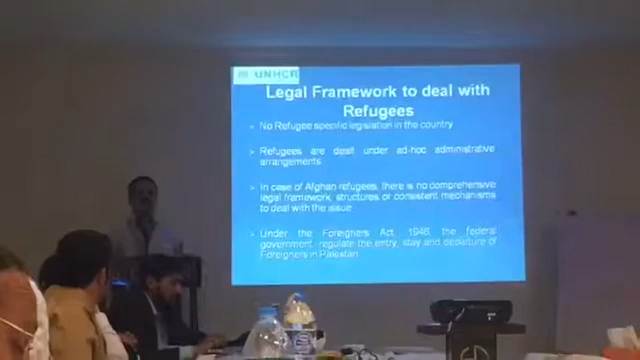 UNHCR
Legal Framework to deal with
Refugees
No Refugee specific legislation in the country
Refugees are dealt under ad-hoc administrative
arrangements
In case of Afghan refugees, there is no comprehensive
legal framework, structures or consistent mechanisms
to deal with the issue
Under the Foreigners Act, 1946, the federal
government regulate the entry, stay and departure of
Foreigners in Pakistan